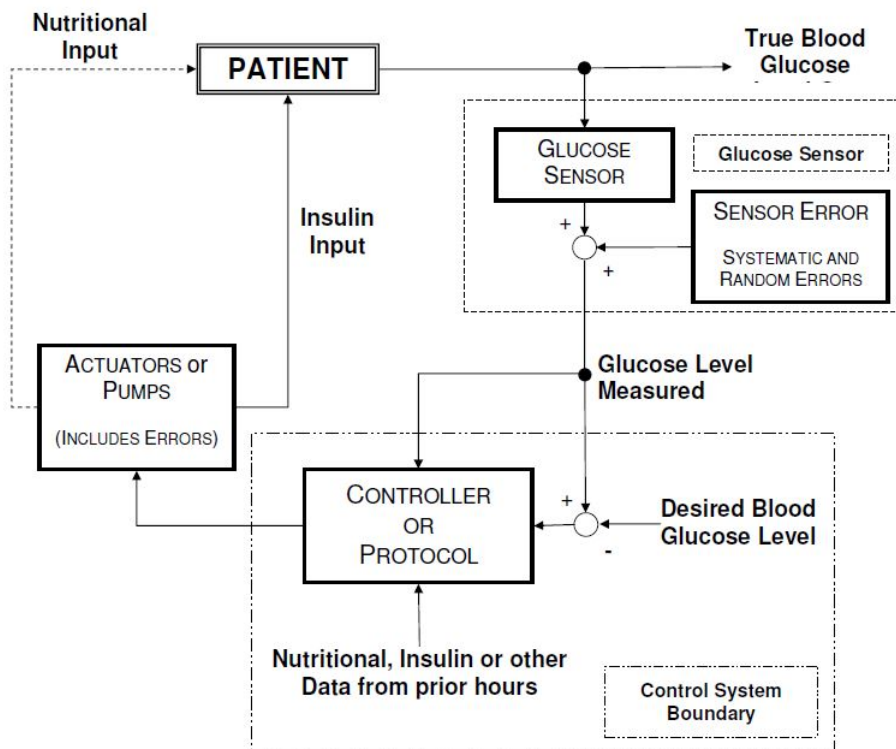 Nutritional
Input
PATIENT
True Blood
Glucose
GLUCOSE
SENSOR
Glucose Sensor
SENSOR ERROR
SYSTEMATIC AND
RANDOM ERRORS
+
+
Insulin
Input
ACTUATORS or
PUMPS
(INCLUDES ERRORS)
Glucose Level
Measured
CONTROLLER
OR
PROTOCOL
+
-
Desired Blood
Glucose Level
Nutritional, Insulin or other
Data from prior hours
Control System
Boundary